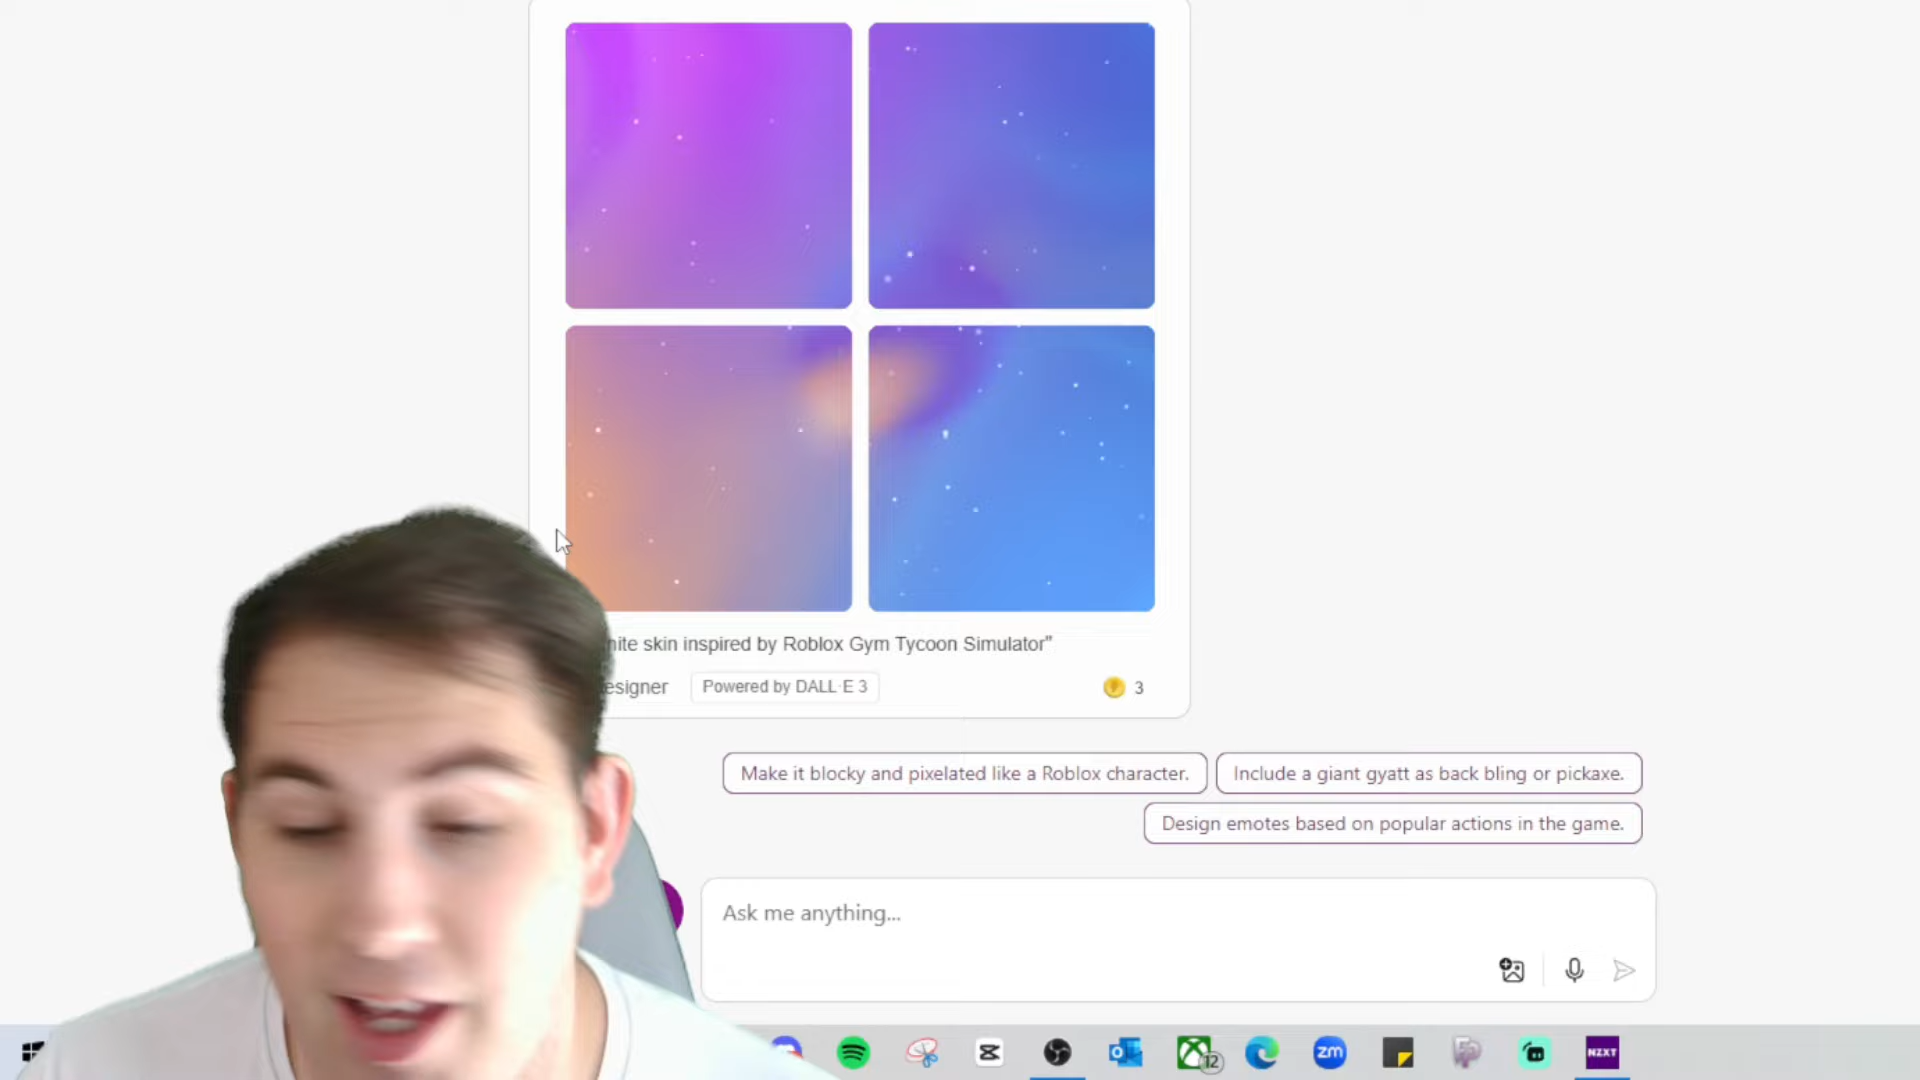 skin inspired by Roblox Gym Tycoon Simulator"
Powered by DALL·E 3
3
Make it blocky and pixelated like a Roblox character.
Include a giant gyatt as back bling or pickaxe.
Design emotes based on popular actions in the game.
Ask me anything...
12
zm
NZXT